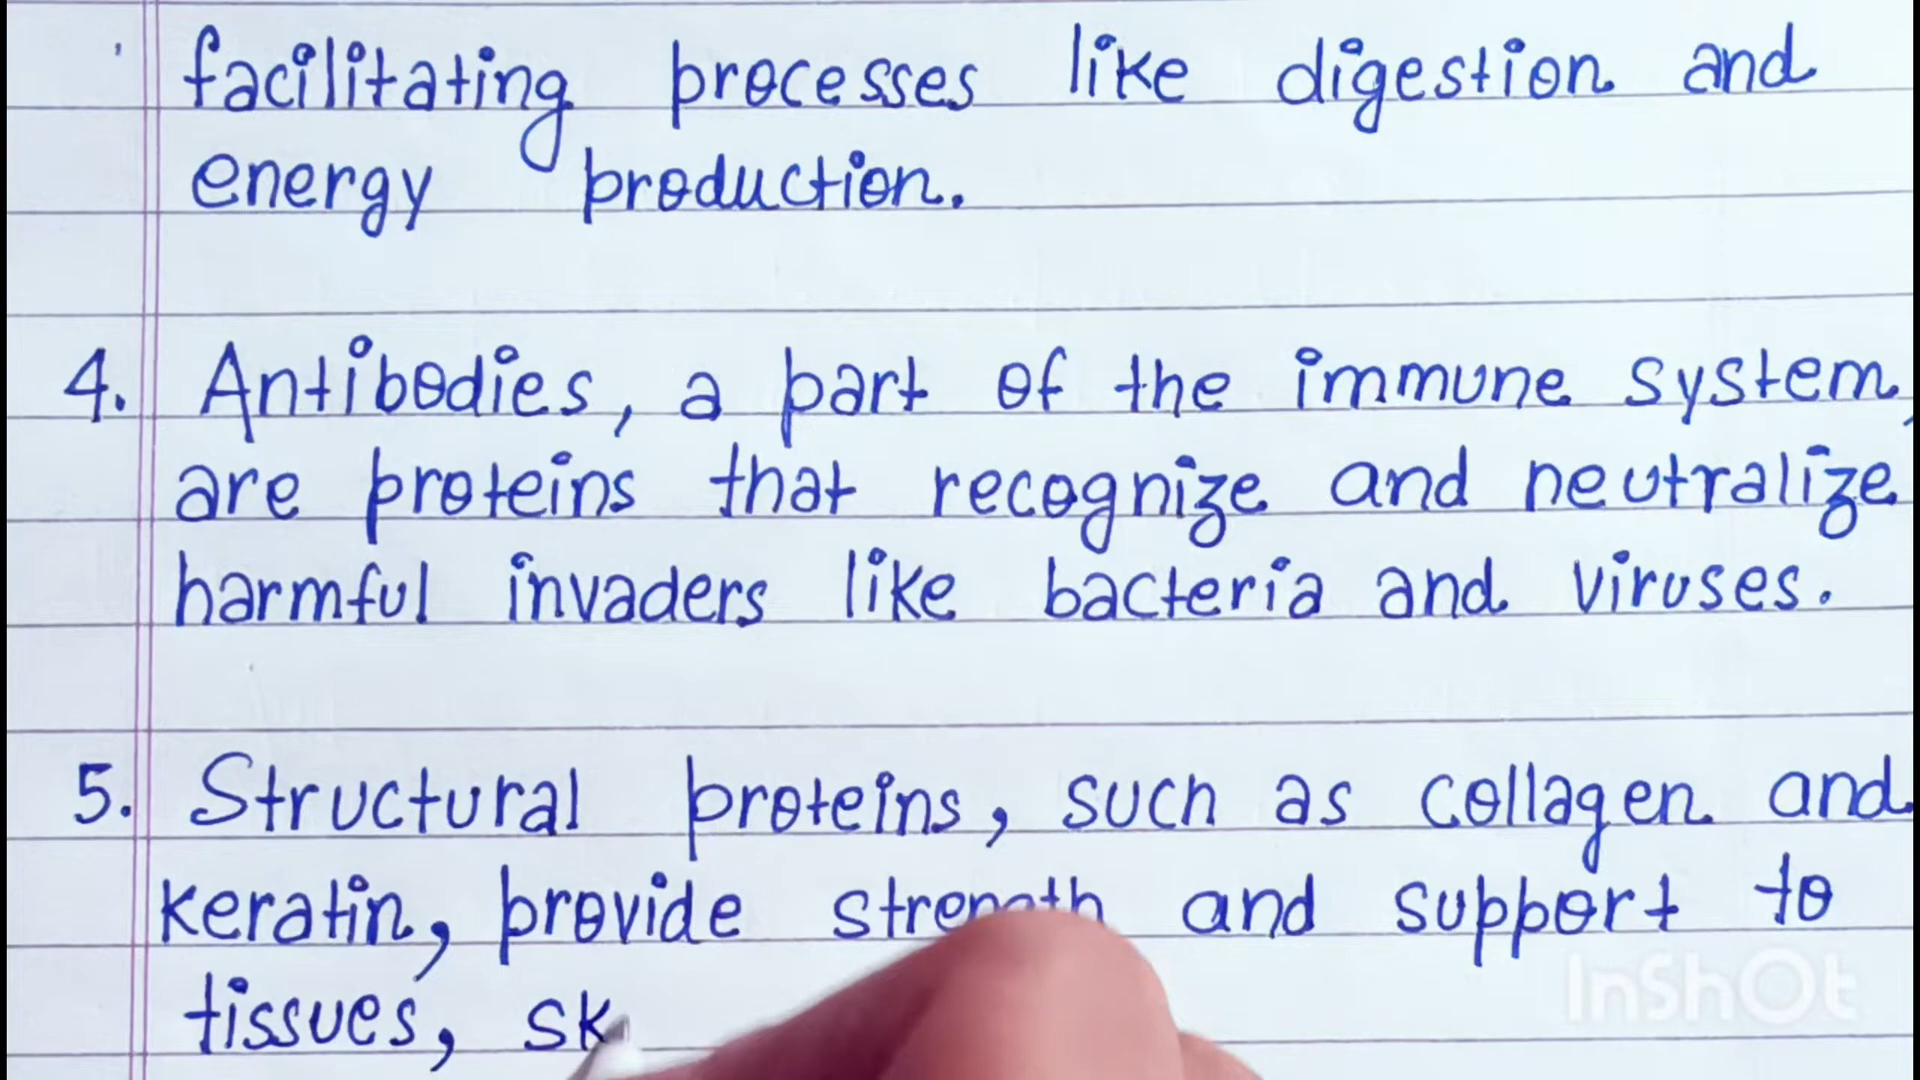 facilitating processes like digestion and
energy production.
4. Antibodies, a part of the immune system,
are proteins that recognize and neutralize
harmful invaders like bacteria and viruses.
5. Structural proteins, such as collagen and
keratin, provide strength and support to
tissues, sk
InShOt